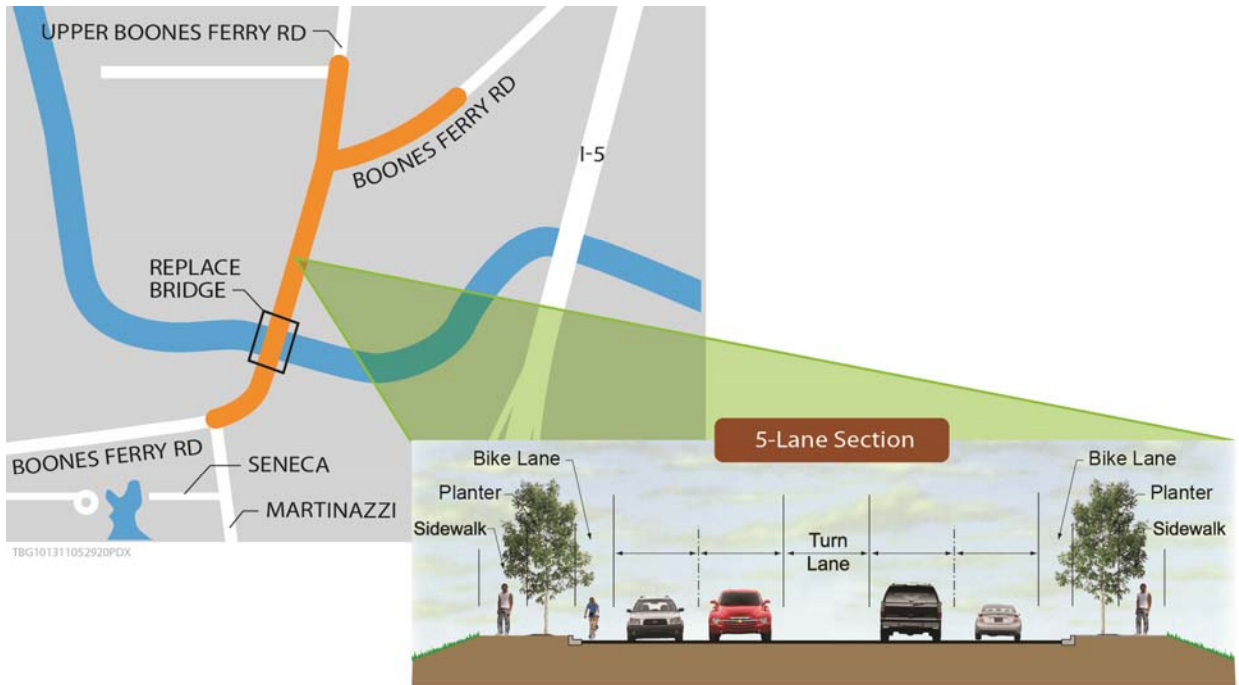 UPPER BOONES FERRY RD
BOONES FERRY RD
I-5
REPLACE
BRIDGE
BOONES FERRY RD
SENECA
MARTINAZZI
TBG101311052920PDX
5-Lane Section
Bike Lane
Planter
Sidewalk
Turn
Lane
Bike Lane
Planter
Sidewalk